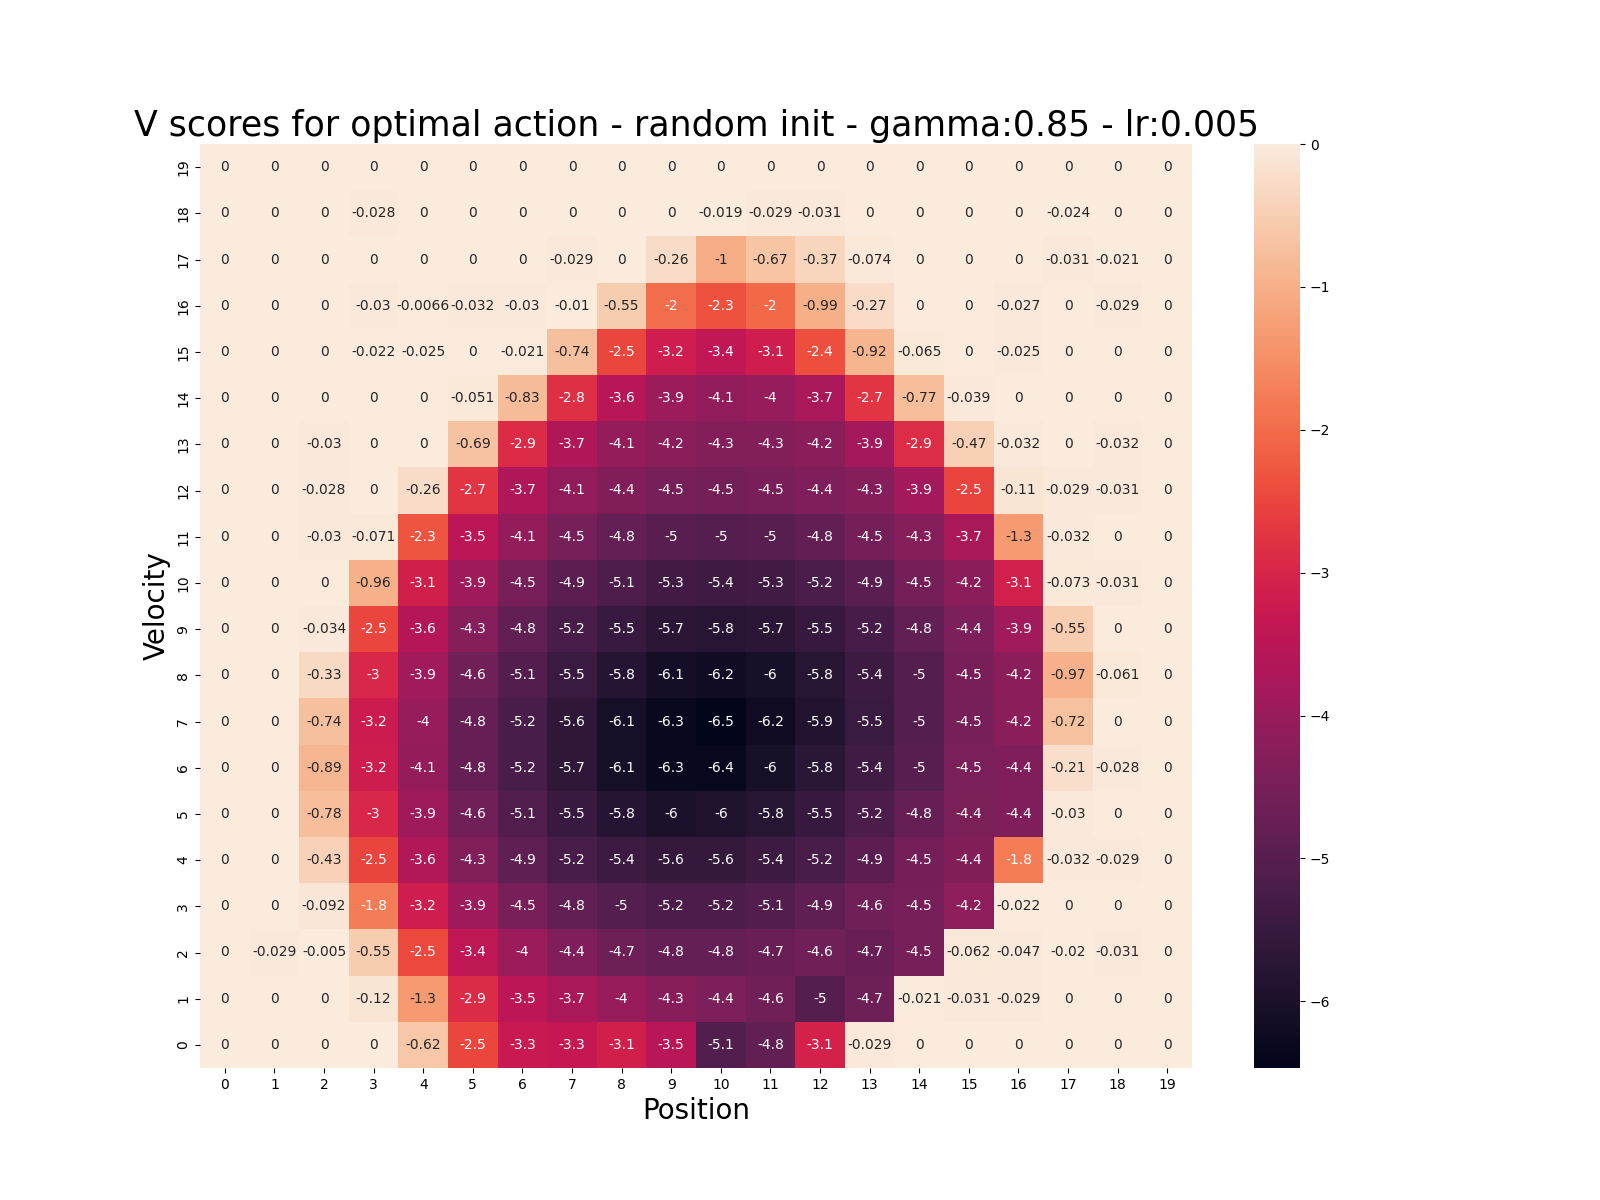 V scores for optimal action - random init - gamma:0.85 - lr:0.005
19 0 0 0 0 0 0 0 0 0 0 0 0 0 0 0 0 0 0 0 0
18 0 0 0 -0.028 0 0 0 0 0 0 -0.019 -0.029 -0.031 0 0 0 0 -0.024 0 0
17 0 0 0 0 0 0 0 -0.029 0 -0.26 -1 -0.67 -0.37 -0.074 0 0 0 -0.031 -0.021 0
16 0 0 0 -0.03 -0.0066 -0.032 -0.03 -0.01 -0.55 -2 -2.3 -2 -0.99 -0.27 0 0 -0.027 0 -0.029 0
15 0 0 0 -0.022 -0.025 0 -0.021 -0.74 -2.5 -3.2 -3.4 -3.1 -2.4 -0.92 -0.065 0 -0.025 0 0 0
14 0 0 0 0 0 -0.051 -0.83 -2.8 -3.6 -3.9 -4.1 -4 -3.7 -2.7 -0.77 -0.039 0 0 0 0
13 0 0 -0.03 0 0 -0.69 -2.9 -3.7 -4.1 -4.2 -4.3 -4.3 -4.2 -3.9 -2.9 -0.47 -0.032 0 -0.032 0
12 0 0 -0.028 0 -0.26 -2.7 -3.7 -4.1 -4.4 -4.5 -4.5 -4.5 -4.4 -4.3 -3.9 -2.5 -0.11 -0.029 -0.031 0
11 0 0 -0.03 -0.071 -2.3 -3.5 -4.1 -4.5 -4.8 -5 -5 -5 -4.8 -4.5 -4.3 -3.7 -1.3 -0.032 0 0
10 0 0 0 -0.96 -3.1 -3.9 -4.5 -4.9 -5.1 -5.3 -5.4 -5.3 -5.2 -4.9 -4.5 -4.2 -3.1 -0.073 -0.031 0
9 0 0 -0.034 -2.5 -3.6 -4.3 -4.8 -5.2 -5.5 -5.7 -5.8 -5.7 -5.5 -5.2 -4.8 -4.4 -3.9 -0.55 0 0
8 0 0 -0.33 -3 -3.9 -4.6 -5.1 -5.5 -5.8 -6.1 -6.2 -6 -5.8 -5.4 -5 -4.5 -4.2 -0.97 -0.061 0
7 0 0 -0.74 -3.2 -4 -4.8 -5.2 -5.6 -6.1 -6.3 -6.5 -6.2 -5.9 -5.5 -5 -4.5 -4.2 -0.72 0 0
6 0 0 -0.89 -3.2 -4.1 -4.8 -5.2 -5.7 -6.1 -6.3 -6.4 -6 -5.8 -5.4 -5 -4.5 -4.4 -0.21 -0.028 0
5 0 0 -0.78 -3 -3.9 -4.6 -5.1 -5.5 -5.8 -6 -6 -5.8 -5.5 -5.2 -4.8 -4.4 -4.4 -0.03 0 0
4 0 0 -0.43 -2.5 -3.6 -4.3 -4.9 -5.2 -5.4 -5.6 -5.6 -5.4 -5.2 -4.9 -4.5 -4.4 -1.8 -0.032 -0.029 0
3 0 0 -0.092 -1.8 -3.2 -3.9 -4.5 -4.8 -5 -5.2 -5.2 -5.1 -4.9 -4.6 -4.5 -4.2 -0.022 0 0 0
2 0 -0.029 -0.005 -0.55 -2.5 -3.4 -4 -4.4 -4.7 -4.8 -4.8 -4.7 -4.6 -4.7 -4.5 -0.062 -0.047 -0.02 -0.031 0
1 0 0 0 -0.12 -1.3 -2.9 -3.5 -3.7 -4 -4.3 -4.4 -4.6 -5 -4.7 -0.021 -0.031 -0.029 0 0 0
0 0 0 0 0 -0.62 -2.5 -3.3 -3.3 -3.1 -3.5 -5.1 -4.8 -3.1 -0.029 0 0 0 0 0 0
0 1 2 3 4 5 6 7 8 9 10 11 12 13 14 15 16 17 18 19
Position
Velocity
0
−1
−2
−3
−4
−5
−6